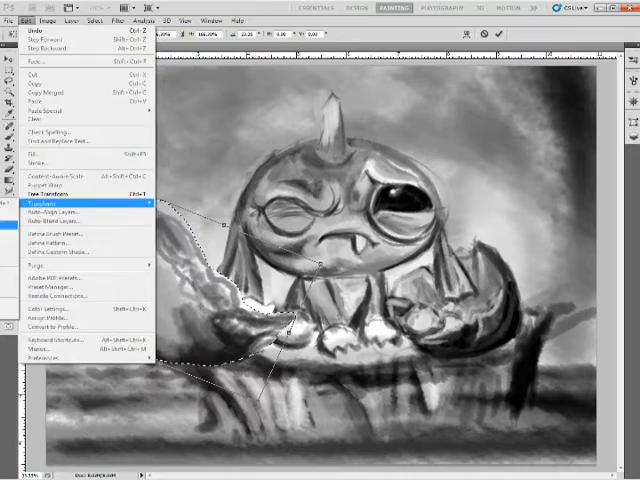 Ps
ESSENTIALS DESIGN PAINTING PHOTOGRAPHY 3D MOTION CS Live
File Edit Image Layer Select Filter Analysis 3D View Window Help
Undo Ctrl-Z
Step Forward Shift+Ctrl+Z
Step Backward Alt+Ctrl+Z
Fade... Shift+Ctrl+F
Cut Ctrl+X
Copy Ctrl+C
Copy Merged Shift+Ctrl+C
Paste Ctrl+V
Paste Special
Clear
Check Spelling...
Find and Replace Text...
Fill... Shift+F5
Stroke...
Content-Aware Scale Alt+Shift+Ctrl+C
Puppet Warp
Free Transform Ctrl+T
Transform
Auto-Align Layers...
Auto-Blend Layers...
Define Brush Preset...
Define Pattern...
Define Custom Shape...
Purge
Adobe PDF Presets...
Preset Manager...
Remote Connections...
Color Settings... Shift+Ctrl+K
Assign Profile...
Convert to Profile...
Keyboard Shortcuts... Alt+Shift+Ctrl+K
Menus... Alt+Shift+Ctrl+M
Preferences
33.33%